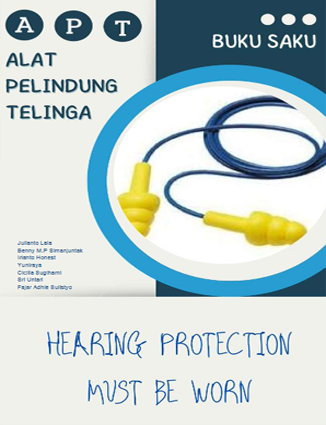 A P T
BUKU SAKU
ALAT
PELINDUNG
TELINGA
Julianto Lala
Benny M.P Simanjuntak
Irianto Honest
Yuniraya
Cicilia Sugiharni
Sri Untari
Fajar Adhie Sulistyo
HEARING PROTECTION
MUST BE WORN